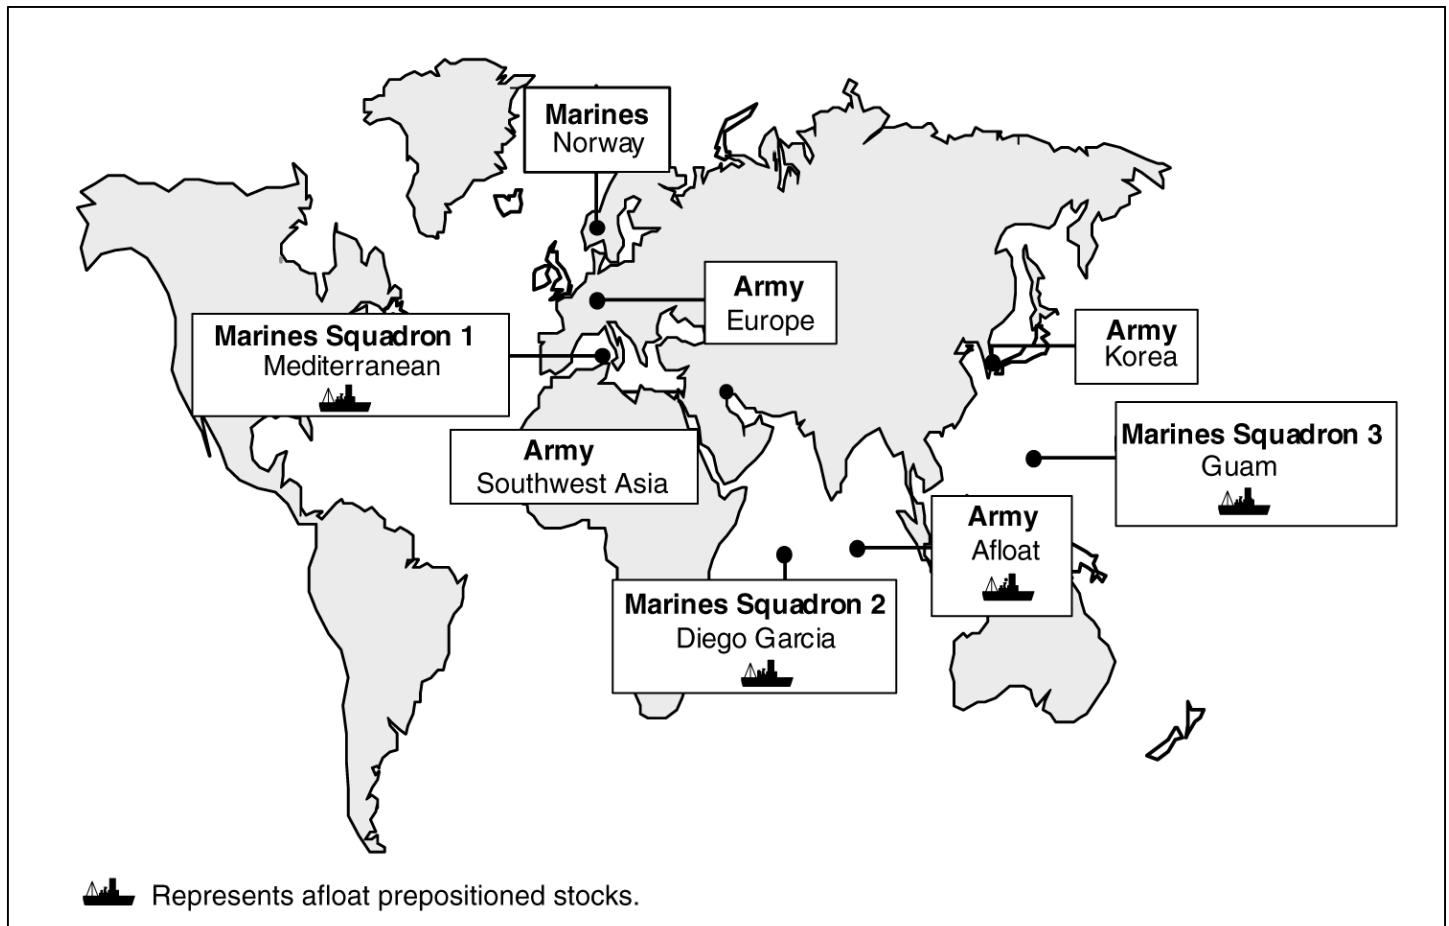 Marines
Norway
Army
Europe
Marines Squadron 1
Mediterranean
Army
Korea
Marines Squadron 3
Guam
Army
Southwest Asia
Army
Afloat
Marines Squadron 2
Diego Garcia
Represents afloat prepositioned stocks.